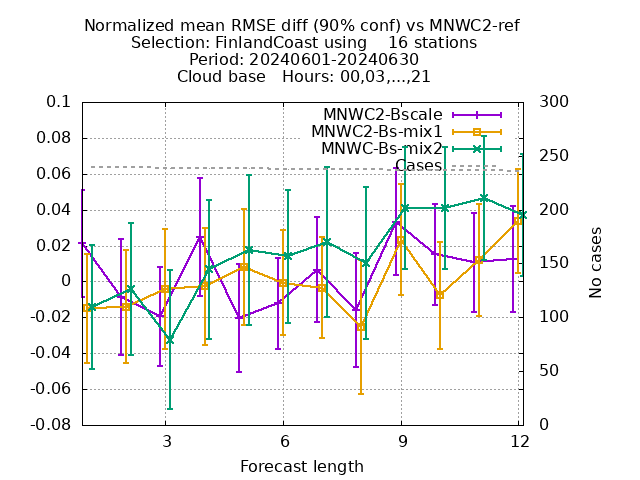 Normalized mean RMSE diff (90% conf) vs MNWC2-ref
Selection: FinlandCoast using    16 stations
Period: 20240601-20240630
Cloud base   Hours: 00,03,...,21
MNWC2-Bscale
MNWC2-Bs-mix1
MNWC-Bs-mix2
Cases
0.1
0.08
0.06
0.04
0.02
0
-0.02
-0.04
-0.06
-0.08
300
250
200
150
100
50
0
No cases
3
6
9
12
Forecast length